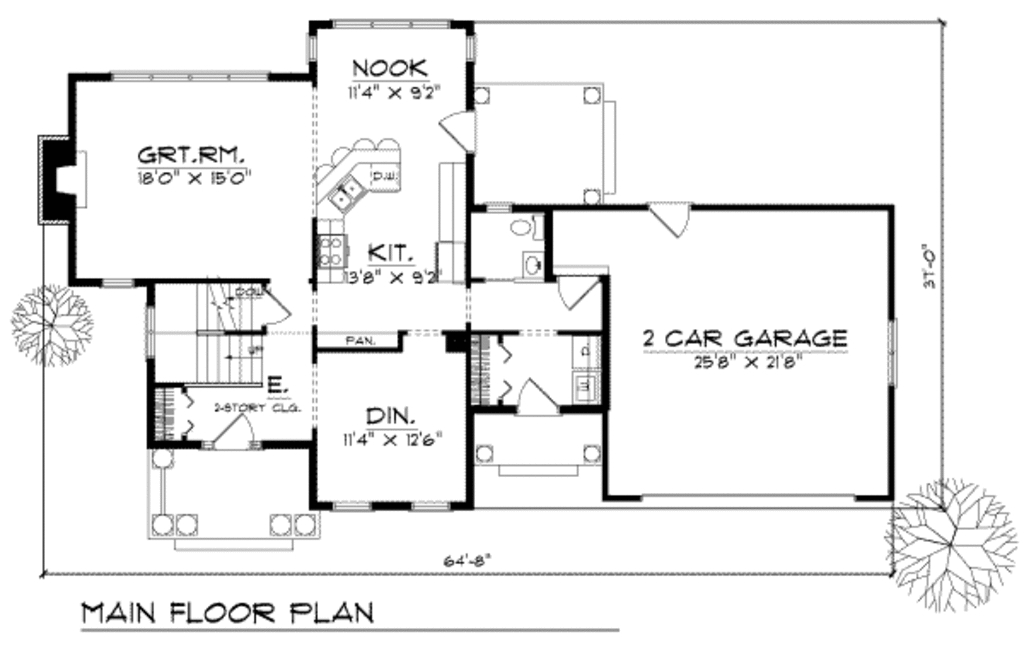 NOOK
11'4" X 9'2"
GRT.RM.
18'0" X 15'0"
D.W.
KIT.
13'8" X 9'2"
37'-0"
DOWN
PAN.
UP
E.
2-STORY CLG.
DIN.
11'4" X 12'6"
D
W
2 CAR GARAGE
25'8" X 21'8"
64'-8"
MAIN FLOOR PLAN